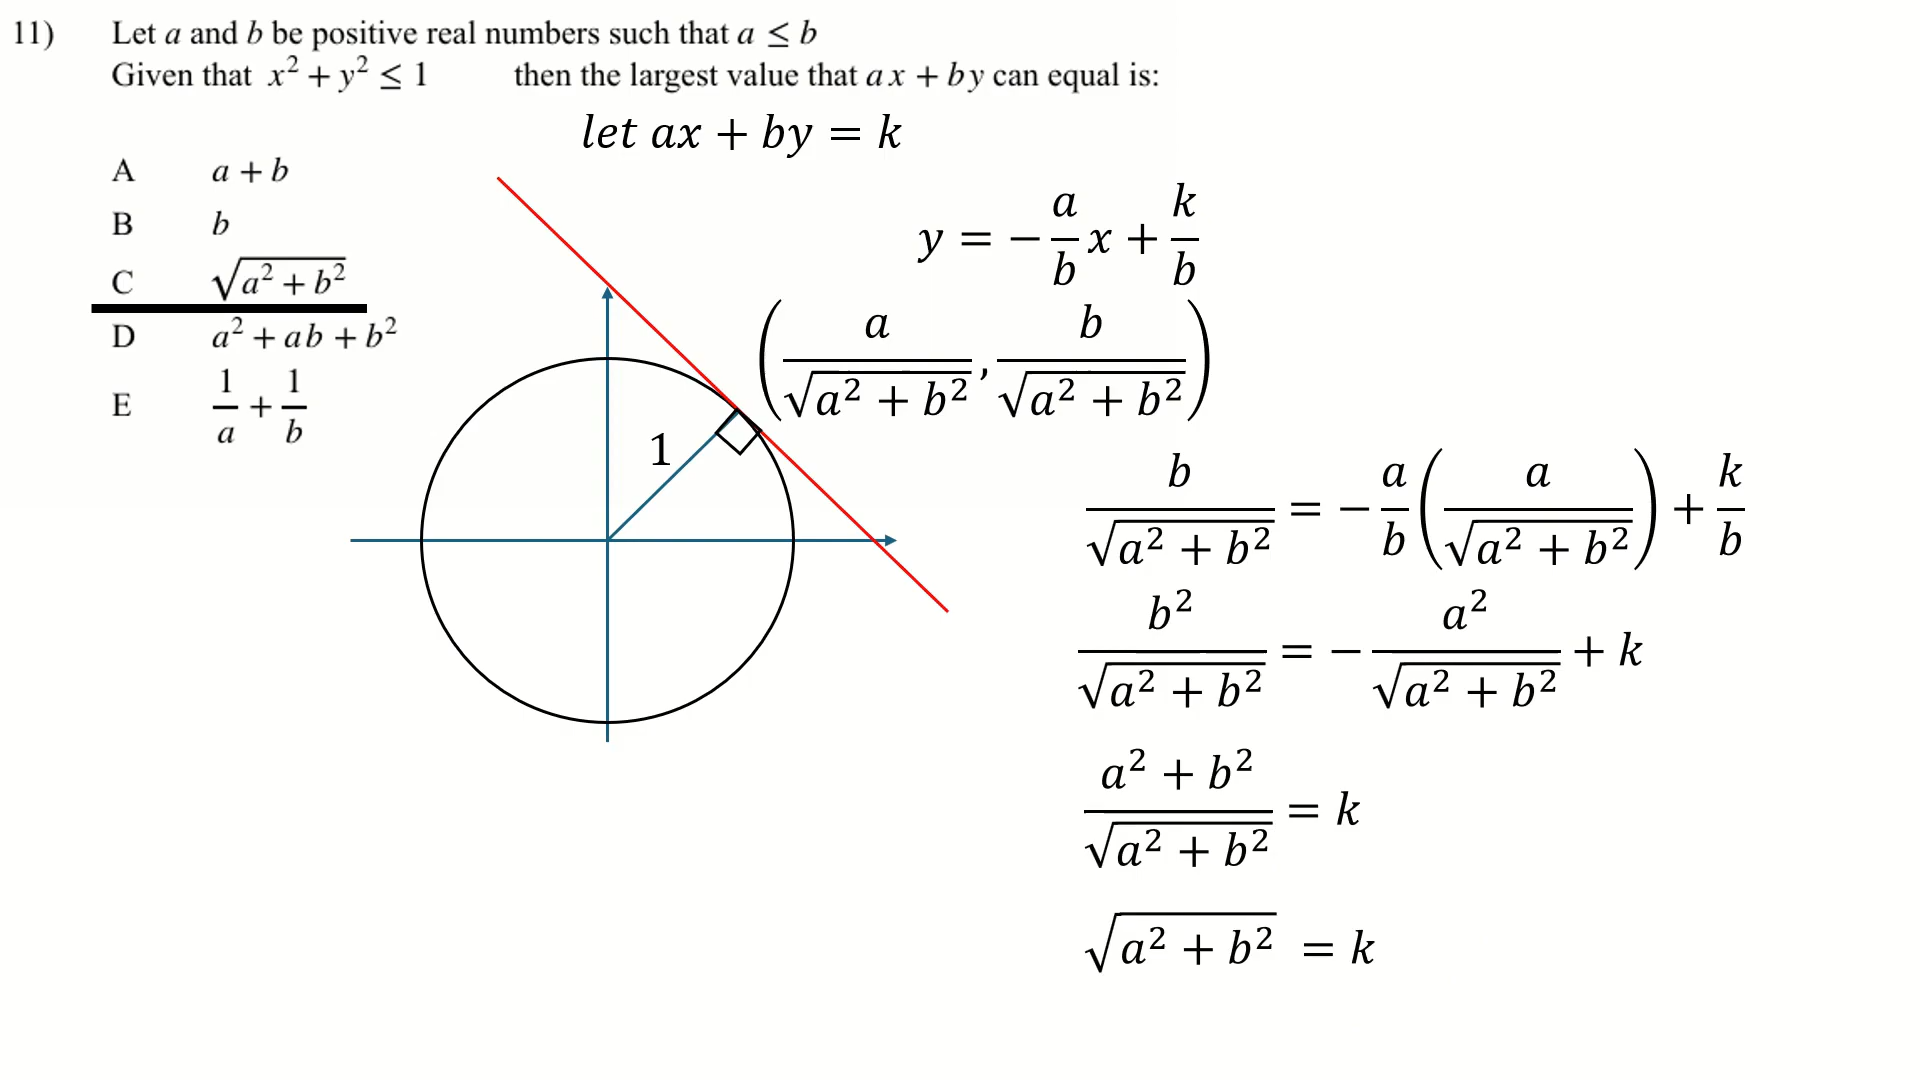 11) Let a and b be positive real numbers such that a ≤ b
Given that x² + y² ≤ 1 then the largest value that ax + by can equal is:
let ax + by = k
A a + b
B b
C √(a² + b²)
D a² + ab + b²
E 1/a + 1/b
y = −(a/b)x + k/b
(a/√(a² + b²), b/√(a² + b²))
1
b/√(a² + b²) = −(a/b)(a/√(a² + b²)) + k/b
b²/√(a² + b²) = −a²/√(a² + b²) + k
(a² + b²)/√(a² + b²) = k
√(a² + b²) = k